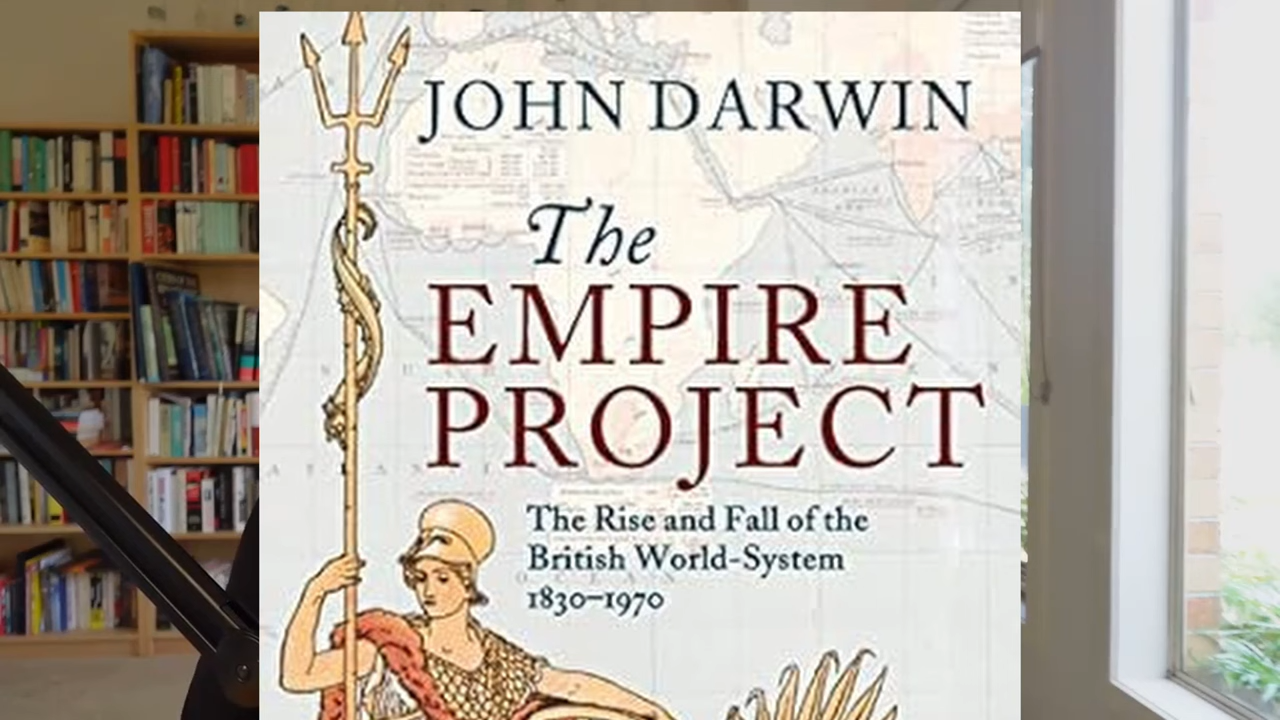 JOHN DARWIN
The
EMPIRE
PROJECT
The Rise and Fall of the
British World-System
1830–1970